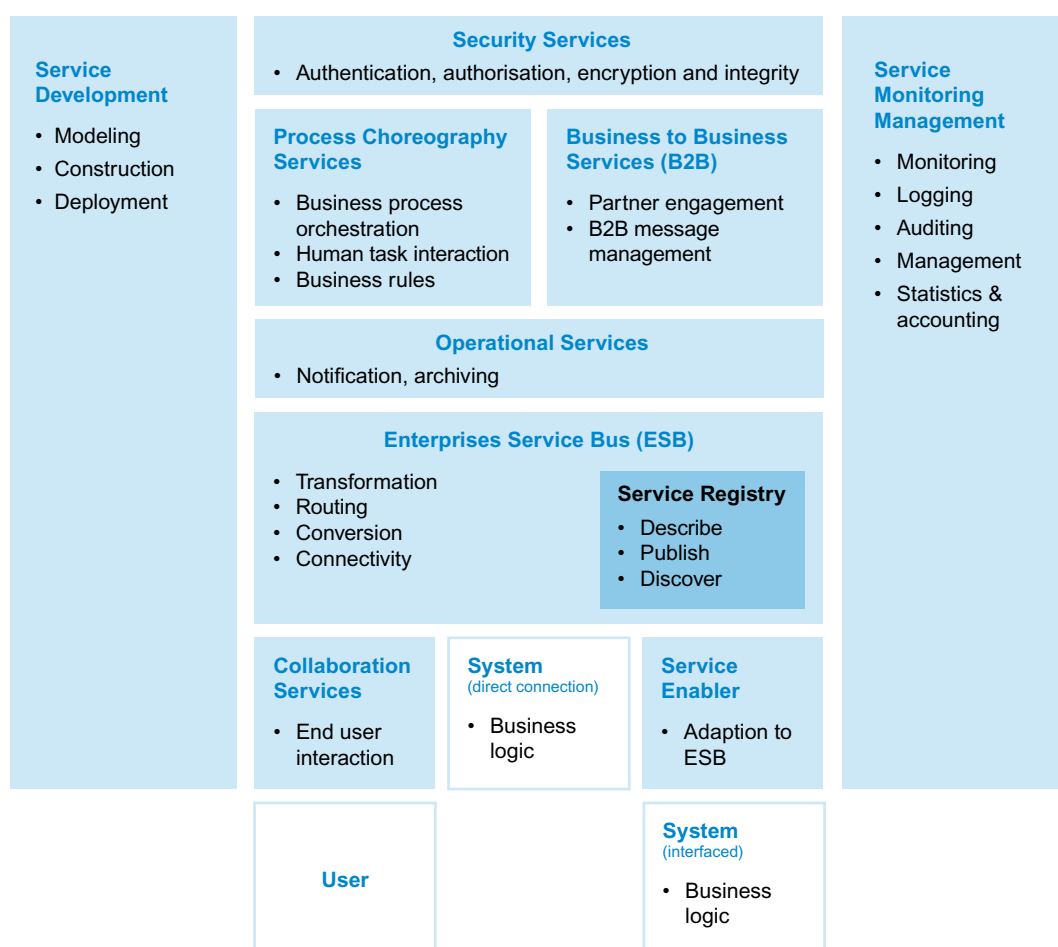 Service
Development
• Modeling
• Construction
• Deployment
Security Services
• Authentication, authorisation, encryption and integrity
Process Choreography
Services
• Business process
orchestration
• Human task interaction
• Business rules
Business to Business
Services (B2B)
• Partner engagement
• B2B message
management
Operational Services
• Notification, archiving
Enterprises Service Bus (ESB)
• Transformation
• Routing
• Conversion
• Connectivity
Service Registry
• Describe
• Publish
• Discover
Collaboration
Services
• End user
interaction
System
(direct connection)
• Business
logic
Service
Enabler
• Adaption to
ESB
User
System
(interfaced)
• Business
logic
Service
Monitoring
Management
• Monitoring
• Logging
• Auditing
• Management
• Statistics &
accounting